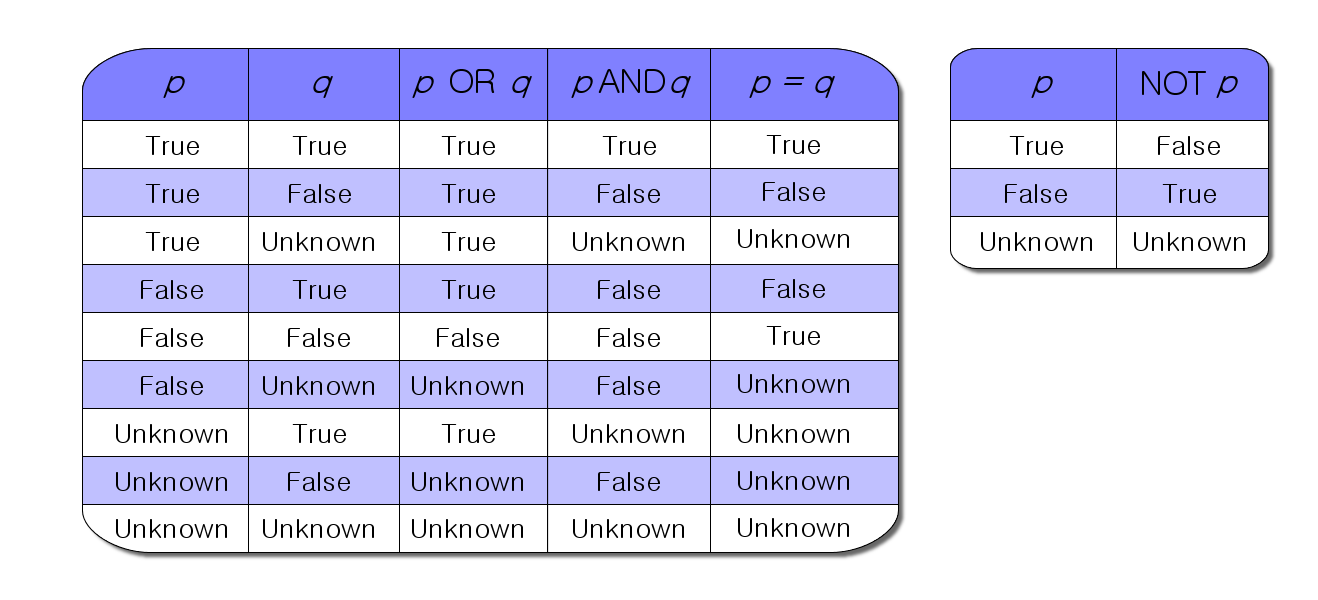 p q p OR q p AND q p = q
True True True True True
True False True False False
True Unknown True Unknown Unknown
False True True False False
False False False False True
False Unknown Unknown False Unknown
Unknown True True Unknown Unknown
Unknown False Unknown False Unknown
Unknown Unknown Unknown Unknown Unknown
p NOT p
True False
False True
Unknown Unknown